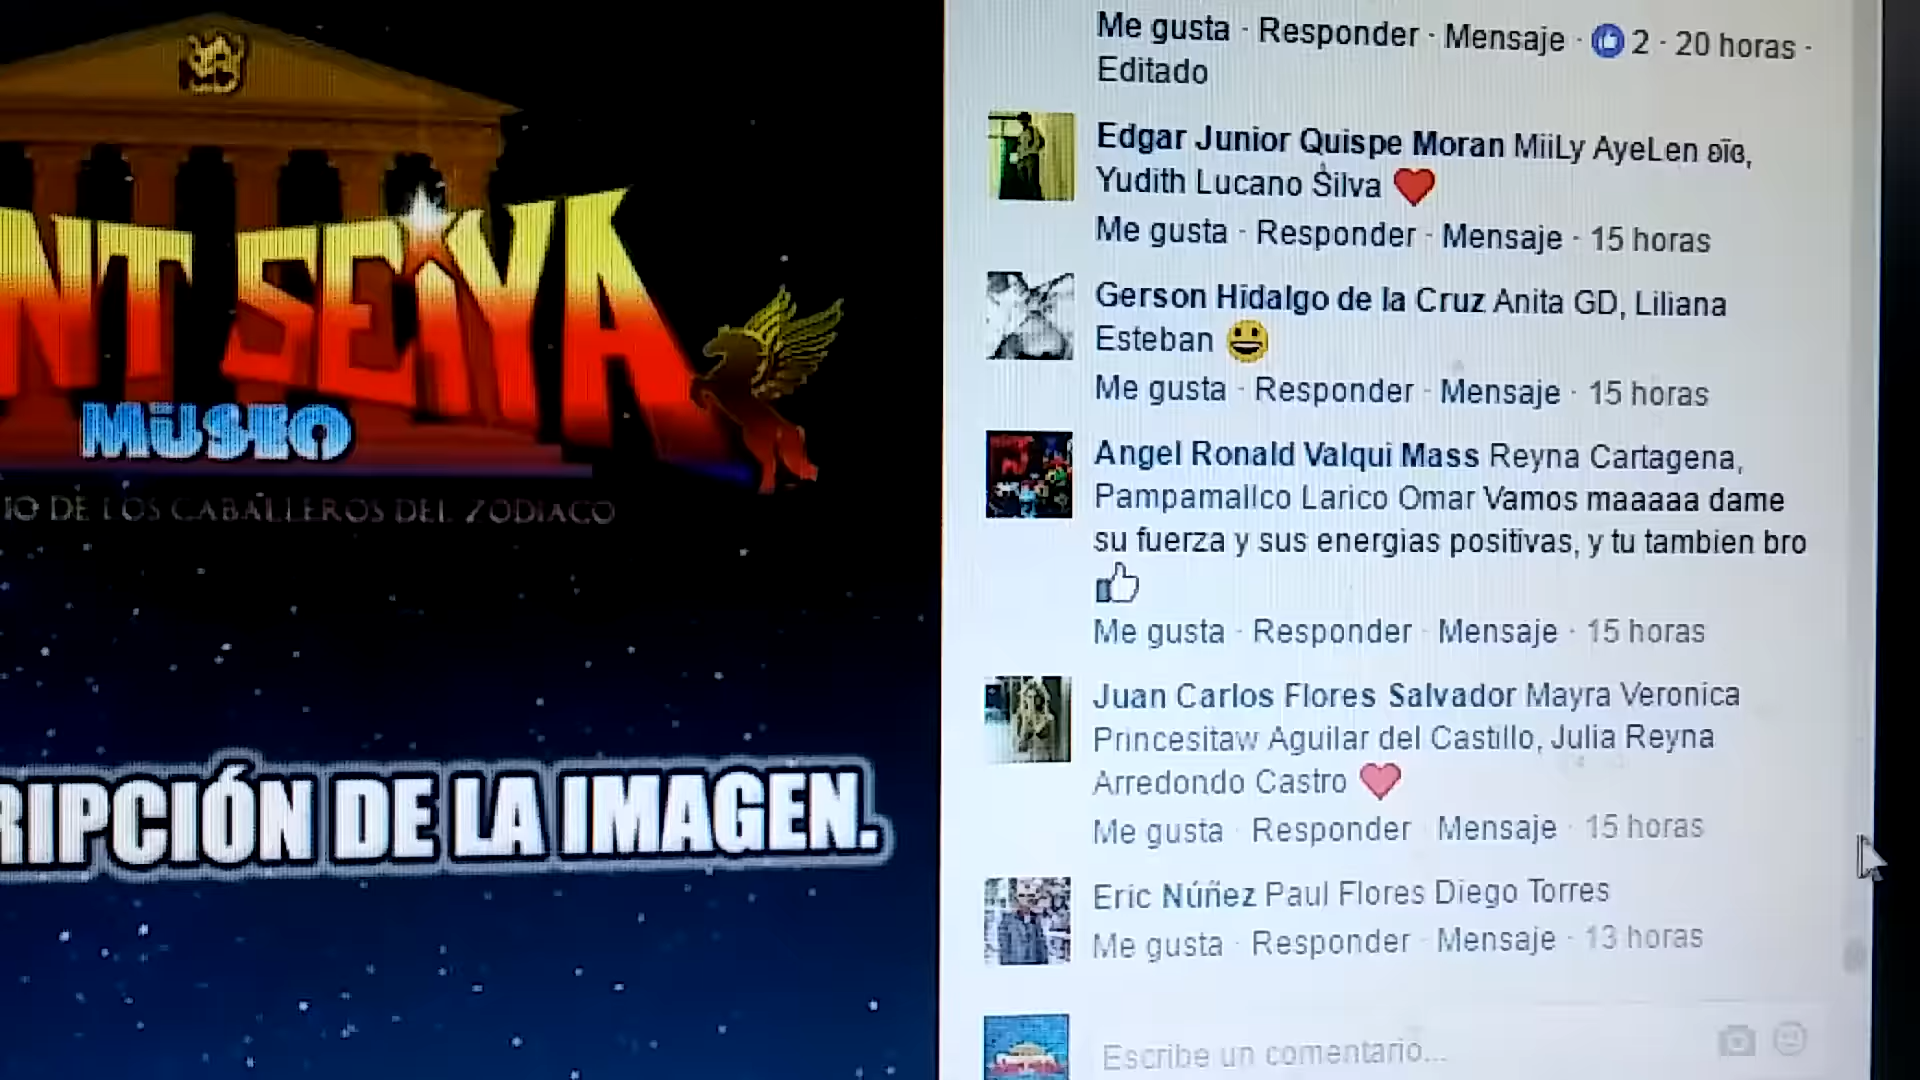 NT SEIYA
MUSEO
IO DE LOS CABALLEROS DEL ZODIACO
RIPCIÓN DE LA IMAGEN.
Me gusta · Responder · Mensaje · 2 · 20 horas ·
Editado
Edgar Junior Quispe Moran MiiLy AyeLen
Yudith Lucano Silva ❤
Me gusta · Responder · Mensaje · 15 horas
Gerson Hidalgo de la Cruz Anita GD, Liliana
Esteban 😃
Me gusta · Responder · Mensaje · 15 horas
Angel Ronald Valqui Mass Reyna Cartagena,
Pampamallco Larico Omar Vamos maaaaa dame
su fuerza y sus energias positivas, y tu tambien bro
👍
Me gusta · Responder · Mensaje · 15 horas
Juan Carlos Flores Salvador Mayra Veronica
Princesitaw Aguilar del Castillo, Julia Reyna
Arredondo Castro ❤
Me gusta · Responder · Mensaje · 15 horas
Eric Núñez Paul Flores Diego Torres
Me gusta · Responder · Mensaje · 13 horas
Escribe un comentario...